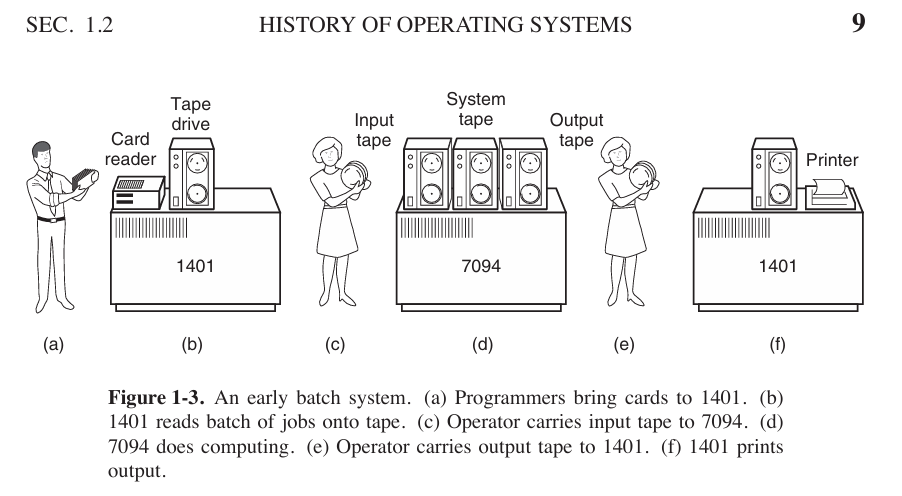 SEC. 1.2 HISTORY OF OPERATING SYSTEMS 9
Tape
drive
Card
reader
Input
tape
System
tape
Output
tape
Printer
1401
7094
1401
(a) (b) (c) (d) (e) (f)
Figure 1-3. An early batch system. (a) Programmers bring cards to 1401. (b)
1401 reads batch of jobs onto tape. (c) Operator carries input tape to 7094. (d)
7094 does computing. (e) Operator carries output tape to 1401. (f) 1401 prints
output.